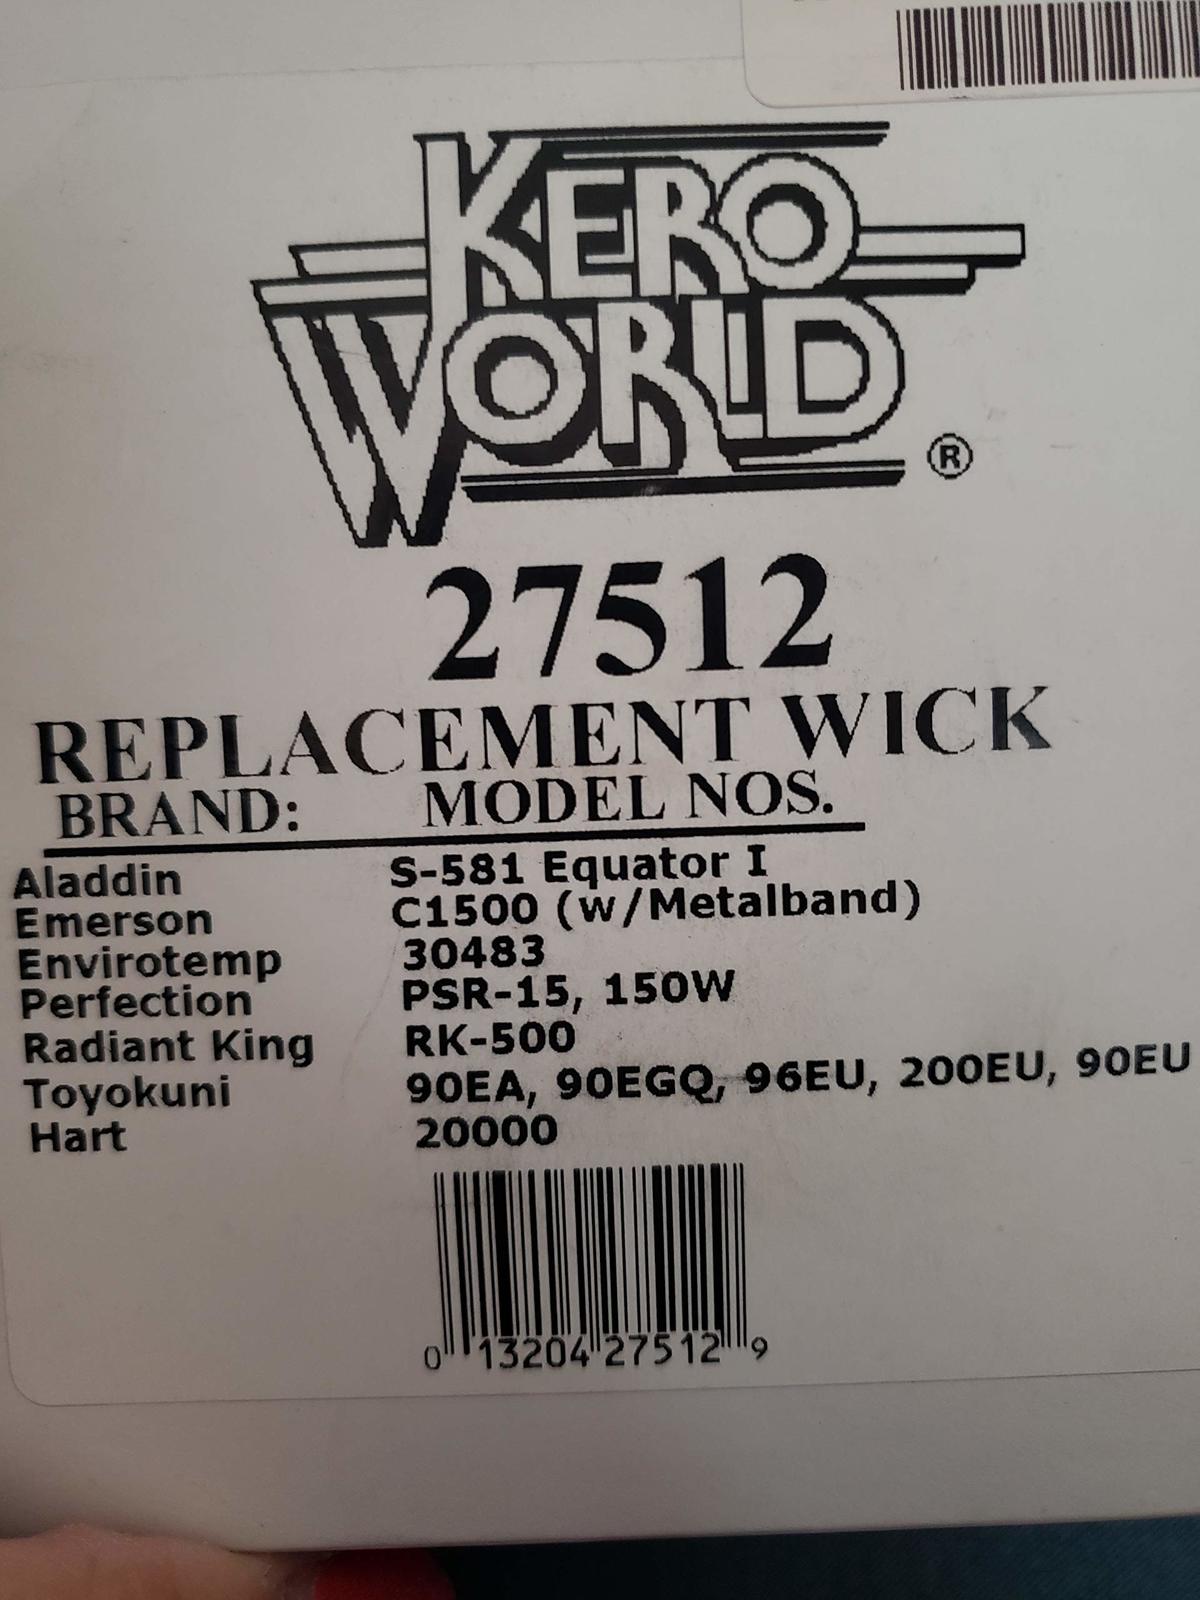 KERO
WORLD ®
27512
REPLACEMENT WICK
BRAND: MODEL NOS.
Aladdin S-581 Equator I
Emerson C1500 (w/Metalband)
Envirotemp 30483
Perfection PSR-15, 150W
Radiant King RK-500
Toyokuni 90EA, 90EGQ, 96EU, 200EU, 90EU
Hart 20000
0 13204 27512 9